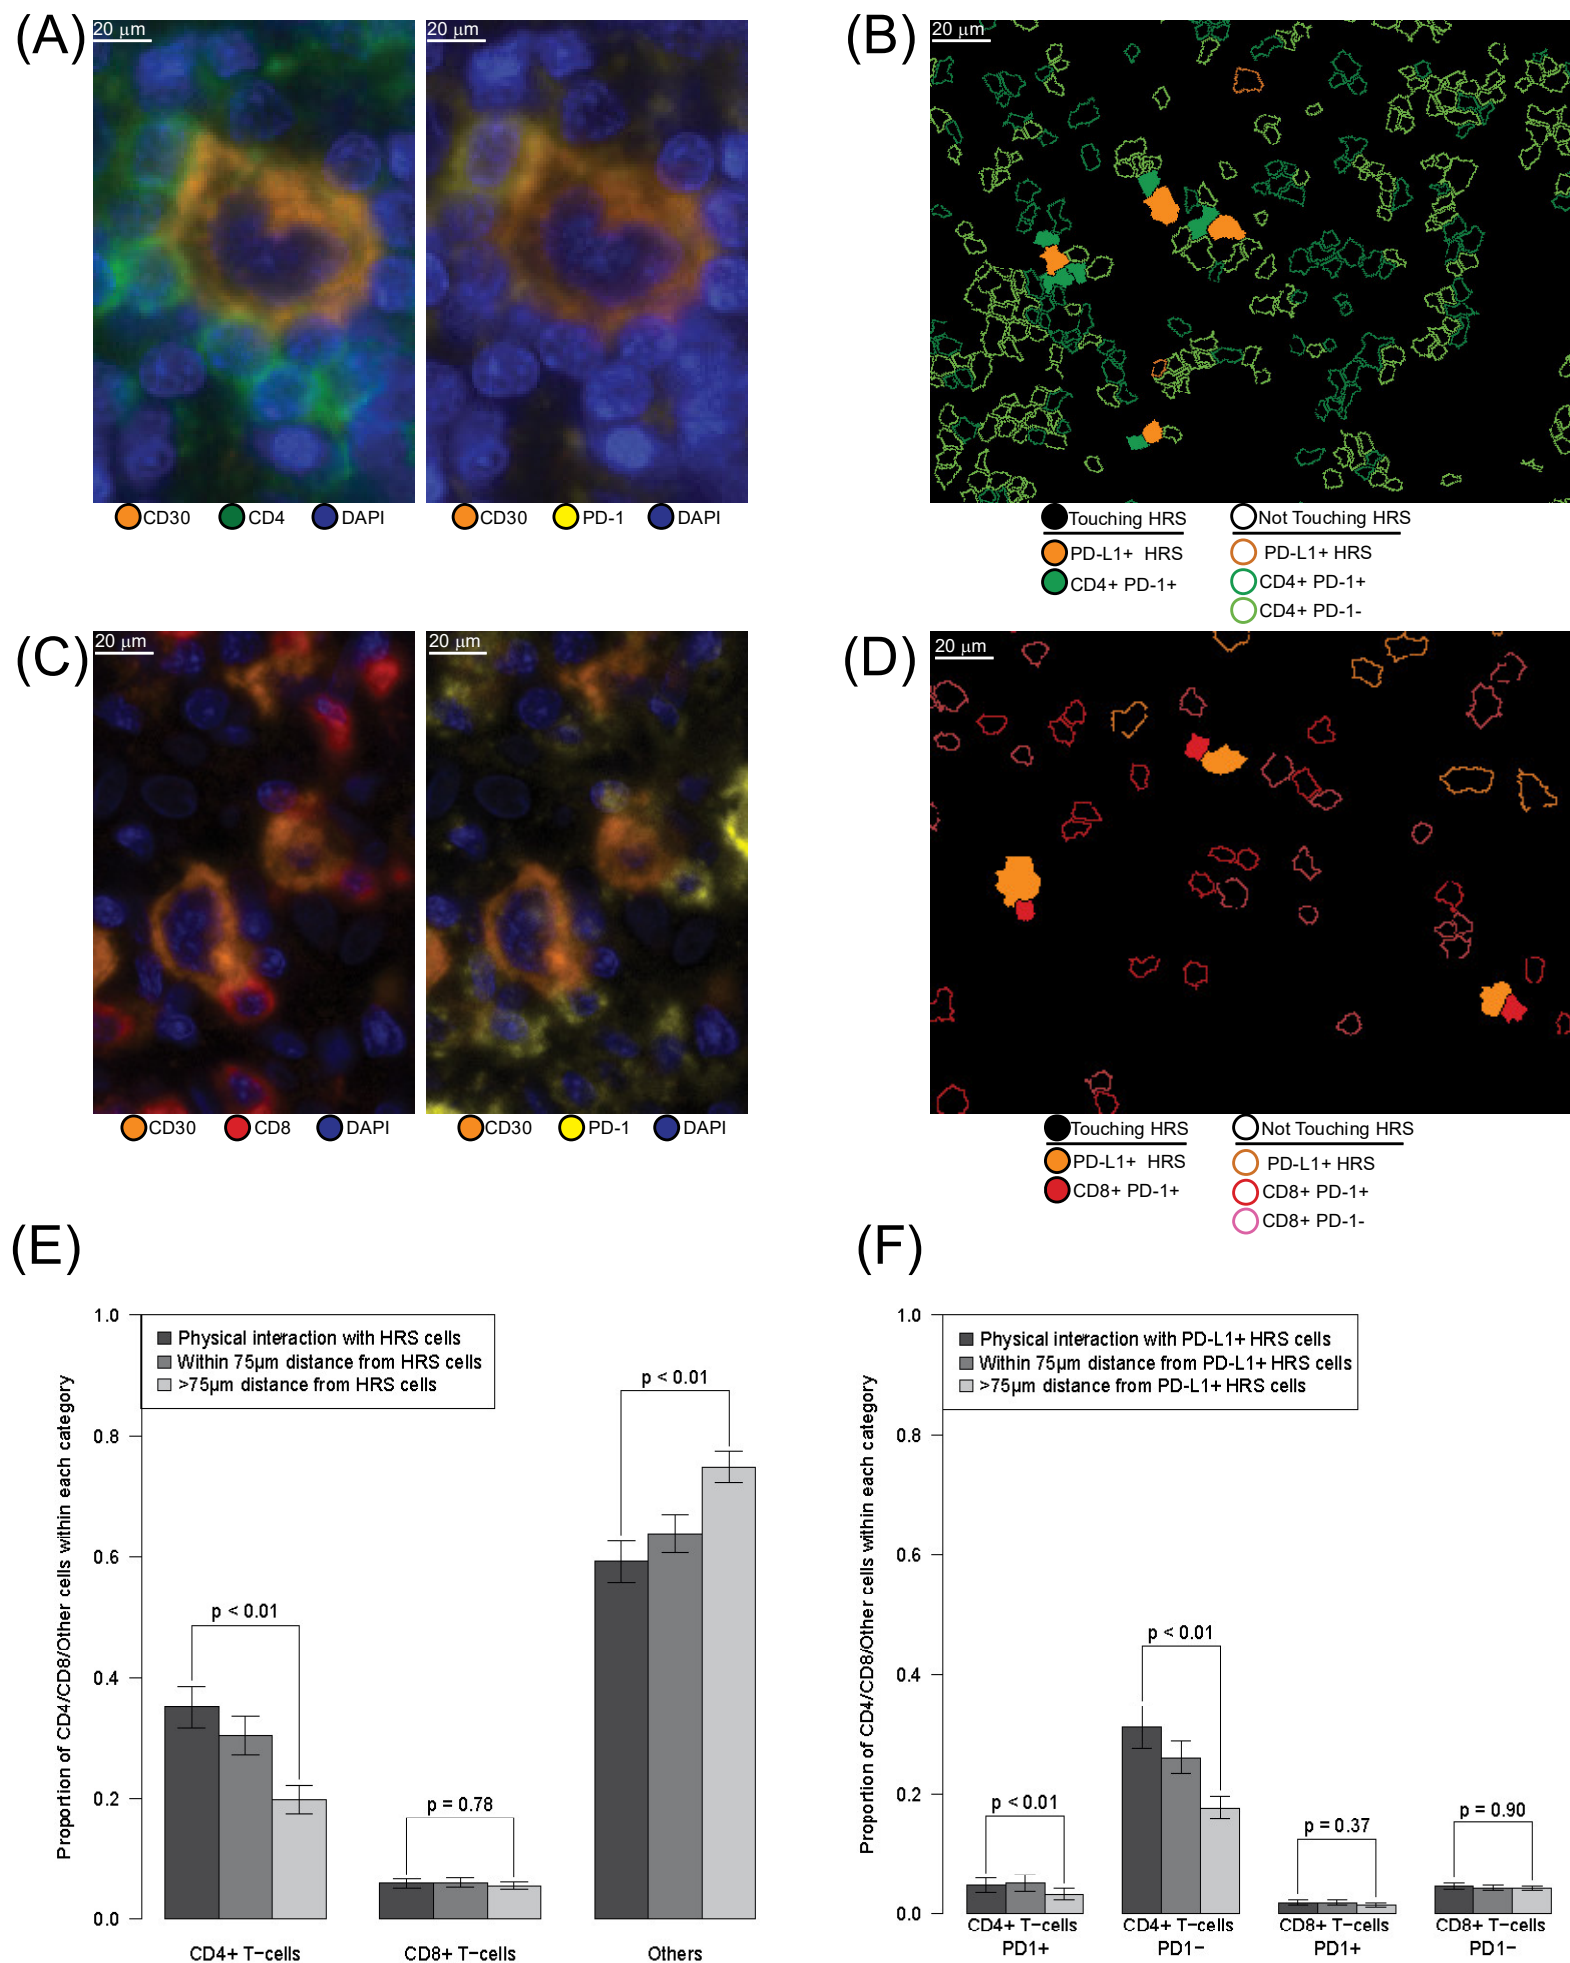 (A)
20 µm
20 µm
CD30
CD4
DAPI
CD30
PD-1
DAPI
(B)
20 µm
Touching HRS
Not Touching HRS
PD-L1+ HRS
PD-L1+ HRS
CD4+ PD-1+
CD4+ PD-1+
CD4+ PD-1-
(C)
20 µm
20 µm
CD30
CD8
DAPI
CD30
PD-1
DAPI
(D)
20 µm
Touching HRS
Not Touching HRS
PD-L1+ HRS
PD-L1+ HRS
CD8+ PD-1+
CD8+ PD-1+
CD8+ PD-1-
(E)
Proportion of CD4/CD8/Other cells within each category
1.0
0.8
0.6
0.4
0.2
0.0
Physical interaction with HRS cells
Within 75µm distance from HRS cells
>75µm distance from HRS cells
p < 0.01
p = 0.78
p < 0.01
CD4+ T−cells
CD8+ T−cells
Others
(F)
Proportion of CD4/CD8/Other cells within each category
1.0
0.8
0.6
0.4
0.2
0.0
Physical interaction with PD-L1+ HRS cells
Within 75µm distance from PD-L1+ HRS cells
>75µm distance from PD-L1+ HRS cells
p < 0.01
p < 0.01
p = 0.37
p = 0.90
CD4+ T−cells
PD1+
CD4+ T−cells
PD1−
CD8+ T−cells
PD1+
CD8+ T−cells
PD1−